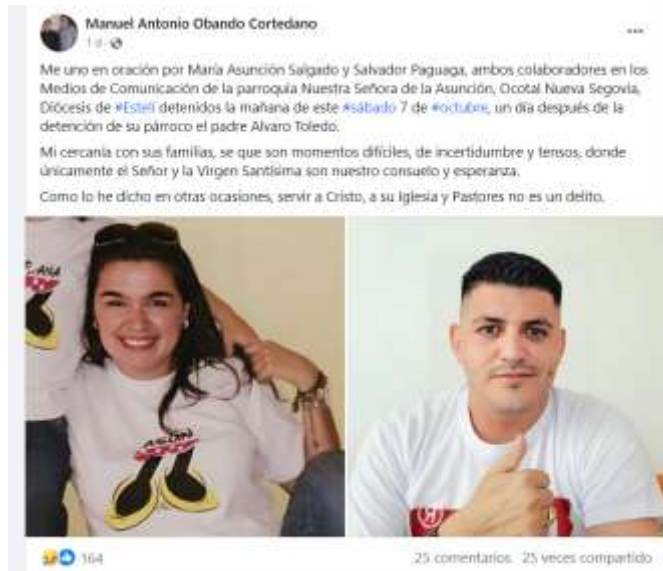 Manuel Antonio Obando Cortedano
1 d ·
Me uno en oración por María Asunción Salgado y Salvador Paguaga, ambos colaboradores en los
Medios de Comunicación de la parroquia Nuestra Señora de la Asunción, Ocotal Nueva Segovia,
Diócesis de #Estelí detenidos la mañana de este #sábado 7 de #octubre, un día después de la
detención de su párroco el padre Alvaro Toledo.
Mi cercanía con sus familias, se que son momentos difíciles, de incertidumbre y tensos, donde
únicamente el Señor y la Virgen Santísima son nuestro consuelo y esperanza.
Como lo he dicho en otras ocasiones, servir a Cristo, a su Iglesia y Pastores no es un delito.
ASUN
164
25 comentarios 25 veces compartido